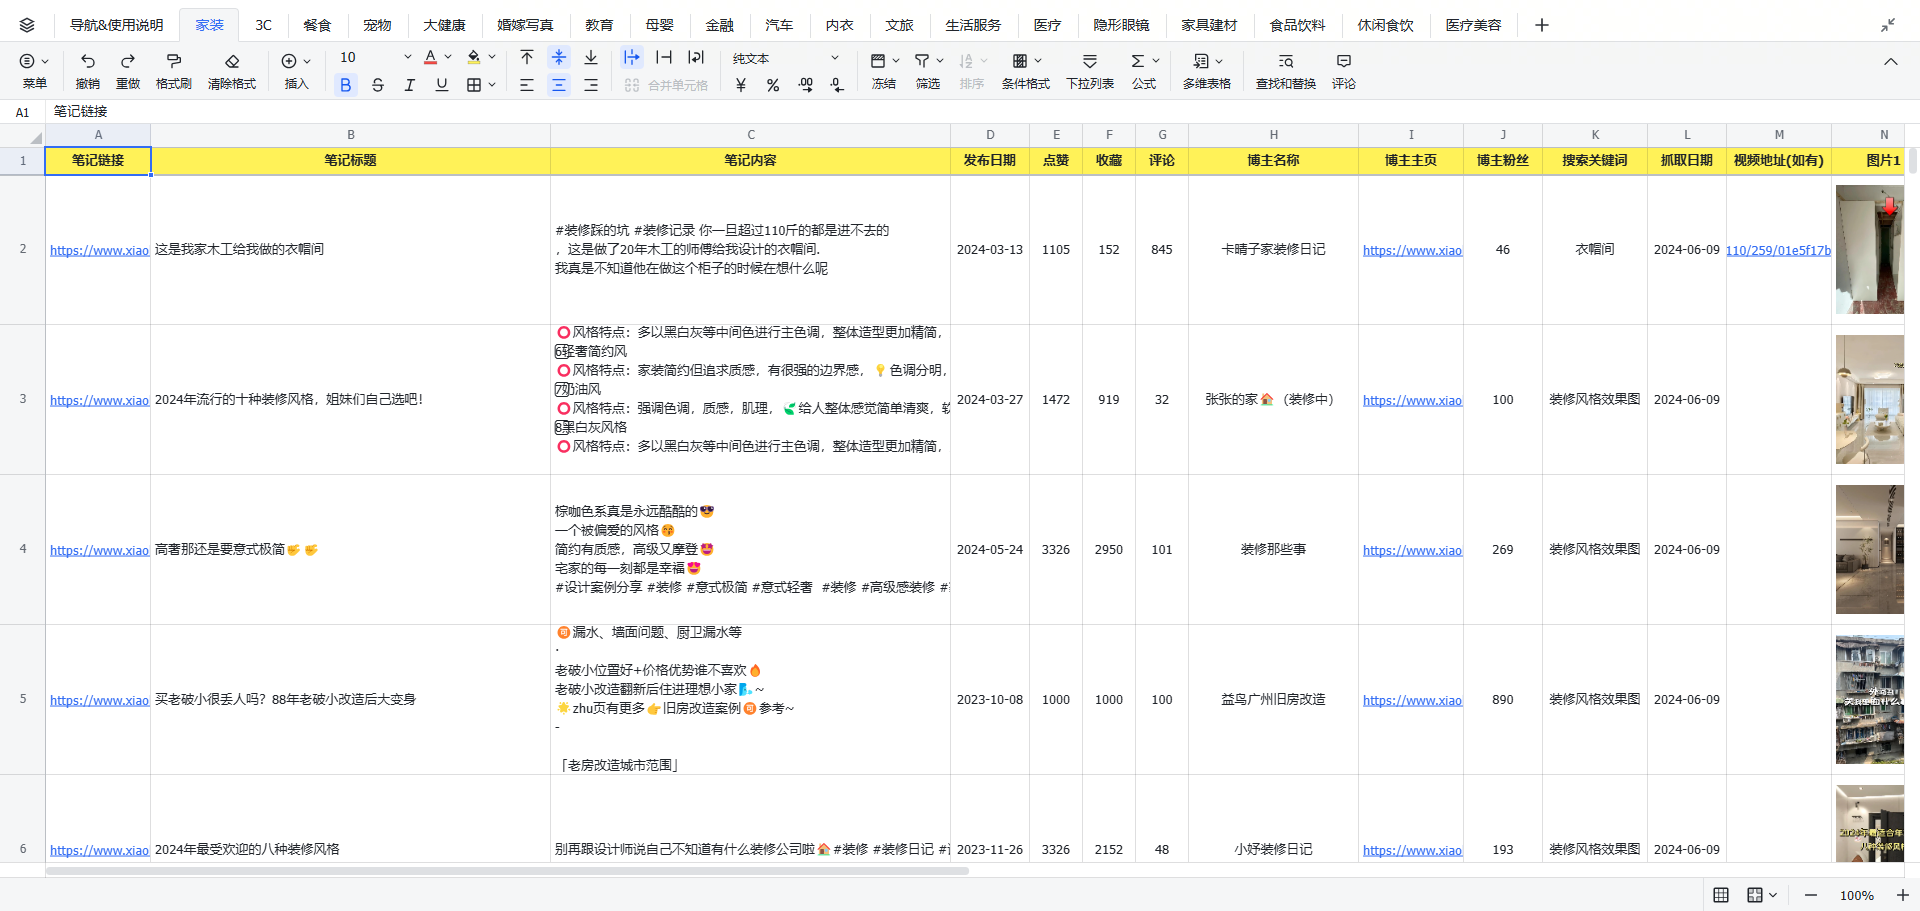 导航&使用说明 家装 3C 餐食 宠物 大健康 婚嫁写真 教育 母婴 金融 汽车 内衣 文旅 生活服务 医疗 隐形眼镜 家具建材 食品饮料 休闲食饮 医疗美容
10 纯文本
菜单 撤销 重做 格式刷 清除格式 插入 合并单元格 冻结 筛选 排序 条件格式 下拉列表 公式 多维表格 查找和替换 评论
A1 笔记链接
A B C D E F G H I J K L M N
1 笔记链接 笔记标题 笔记内容 发布日期 点赞 收藏 评论 博主名称 博主主页 博主粉丝 搜索关键词 抓取日期 视频地址(如有) 图片1
#装修踩的坑 #装修记录 你一旦超过110斤的都是进不去的
2 https://www.xiao 这是我家木工给我做的衣帽间 ，这是做了20年木工的师傅给我设计的衣帽间. 2024-03-13 1105 152 845 卡晴子家装修日记 https://www.xiao 46 衣帽间 2024-06-09 110/259/01e5f17b
我真是不知道他在做这个柜子的时候在想什么呢
⭕风格特点：多以黑白灰等中间色进行主色调，整体造型更加精简，
6️⃣轻奢简约风
⭕风格特点：家装简约但追求质感，有很强的边界感，💡色调分明，
3 https://www.xiao 2024年流行的十种装修风格，姐妹们自己选吧！ 7️⃣奶油风 2024-03-27 1472 919 32 张张的家🏠（装修中） https://www.xiao 100 装修风格效果图 2024-06-09
⭕风格特点：强调色调，质感，肌理，🍃给人整体感觉简单清爽，软
8️⃣黑白灰风格
⭕风格特点：多以黑白灰等中间色进行主色调，整体造型更加精简，
棕咖色系真是永远酷酷的😎
一个被偏爱的风格😚
4 https://www.xiao 高奢那还是要意式极简✊✊ 简约有质感，高级又摩登😍 2024-05-24 3326 2950 101 装修那些事 https://www.xiao 269 装修风格效果图 2024-06-09
宅家的每一刻都是幸福😍
#设计案例分享 #装修 #意式极简 #意式轻奢 #装修 #高级感装修 #
🉑漏水、墙面问题、厨卫漏水等
·
老破小位置好+价格优势谁不喜欢🔥
老破小改造翻新后住进理想小家🌬~
5 https://www.xiao 买老破小很丢人吗？88年老破小改造后大变身 🌟zhu页有更多👉旧房改造案例🉑参考~ 2023-10-08 1000 1000 100 益鸟广州旧房改造 https://www.xiao 890 装修风格效果图 2024-06-09
-
「老房改造城市范围」
6 https://www.xiao 2024年最受欢迎的八种装修风格 别再跟设计师说自己不知道有什么装修公司啦🏠#装修 #装修日记 # 2023-11-26 3326 2152 48 小妤装修日记 https://www.xiao 193 装修风格效果图 2024-06-09
100%